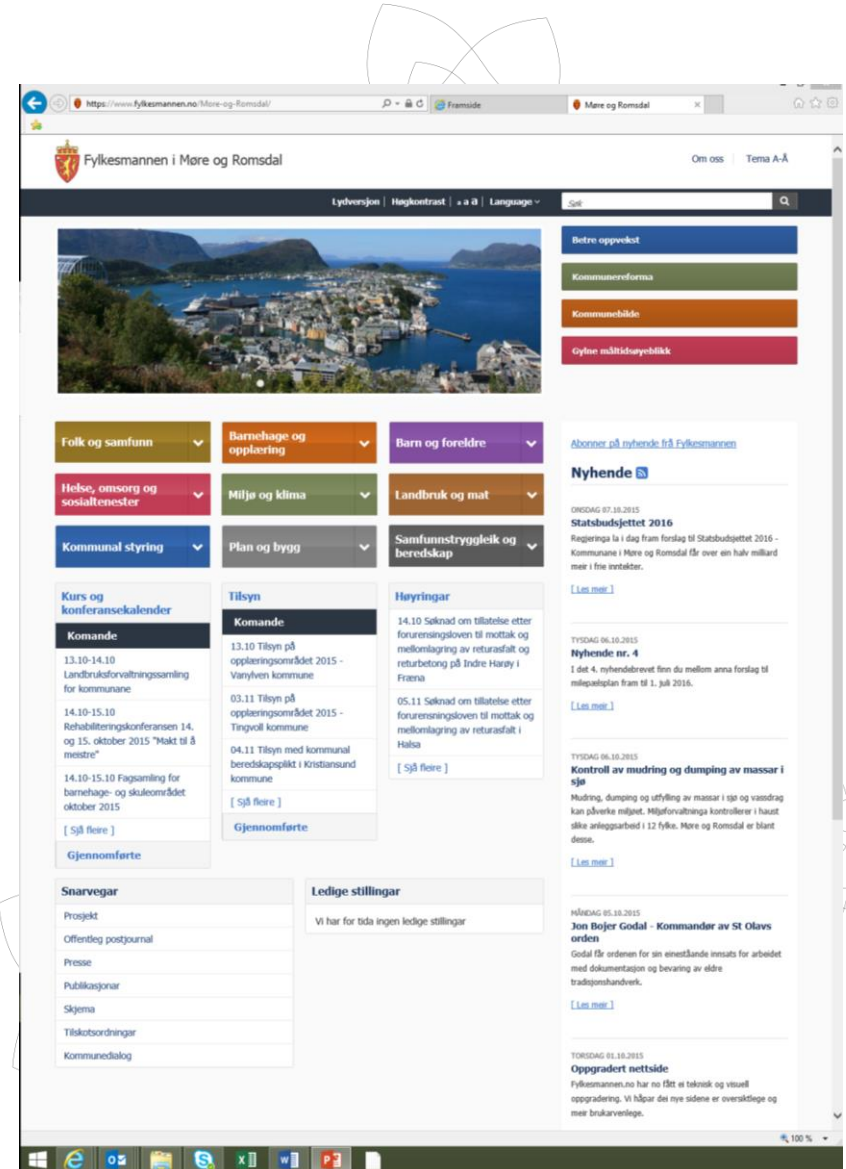 https://www.fylkesmannen.no/More-og-Romsdal/
Framside
Møre og Romsdal
Fylkesmannen i Møre og Romsdal
Om oss
Tema A-Å
Lydversjon | Høgkontrast | a a a | Language
Søk
Betre oppvekst
Kommunereforma
Kommunebilde
Gylne måltidsøyeblikk
Folk og samfunn
Barnehage og
opplæring
Barn og foreldre
Helse, omsorg og
sosialtenester
Miljø og klima
Landbruk og mat
Kommunal styring
Plan og bygg
Samfunnstryggleik og
beredskap
Kurs og
konferansekalender
Komande
13.10-14.10
Landbruksforvaltningssamling
for kommunane
14.10-15.10
Rehabiliteringskonferansen 14.
og 15. oktober 2015 "Makt til å
meistre"
14.10-15.10 Fagsamling for
barnehage- og skuleområdet
oktober 2015
[ Sjå fleire ]
Gjennomførte
Tilsyn
Komande
13.10 Tilsyn på
opplæringsområdet 2015 -
Vanylven kommune
03.11 Tilsyn på
opplæringsområdet 2015 -
Tingvoll kommune
04.11 Tilsyn med kommunal
beredskapsplikt i Kristiansund
kommune
[ Sjå fleire ]
Gjennomførte
Høyringar
14.10 Søknad om tillatelse etter
forurensingsloven til mottak og
mellomlagring av returasfalt og
returbetong på Indre Harøy i
Fræna
05.11 Søknad om tillatelse etter
forurensningsloven til mottak og
mellomlagring av returasfalt i
Halsa
[ Sjå fleire ]
Snarvegar
Prosjekt
Offentleg postjournal
Presse
Publikasjonar
Skjema
Tilskotsordningar
Kommunedialog
Ledige stillingar
Vi har for tida ingen ledige stillingar
Abonner på nyhende frå Fylkesmannen
Nyhende
ONSDAG 07.10.2015
Statsbudsjettet 2016
Regjeringa la i dag fram forslag til Statsbudsjettet 2016 -
Kommunane i Møre og Romsdal får over ein halv milliard
meir i frie inntekter.
[ Les meir ]
TYSDAG 06.10.2015
Nyhende nr. 4
I det 4. nyhendebrevet finn du mellom anna forslag til
milepælsplan fram til 1. juli 2016.
[ Les meir ]
TYSDAG 06.10.2015
Kontroll av mudring og dumping av massar i
sjø
Mudring, dumping og utfylling av massar i sjø og vassdrag
kan påverke miljøet. Miljøforvaltninga kontrollerer i haust
slike anleggsarbeid i 12 fylke. Møre og Romsdal er blant
desse.
[ Les meir ]
MÅNDAG 05.10.2015
Jon Bojer Godal - Kommandør av St Olavs
orden
Godal får ordenen for sin eineståande innsats for arbeidet
med dokumentasjon og bevaring av eldre
tradisjonshandverk.
[ Les meir ]
TORSDAG 01.10.2015
Oppgradert nettside
Fylkesmannen.no har no fått ei teknisk og visuell
oppgradering. Vi håpar dei nye sidene er oversiktlege og
meir brukarvenlege.
100 %